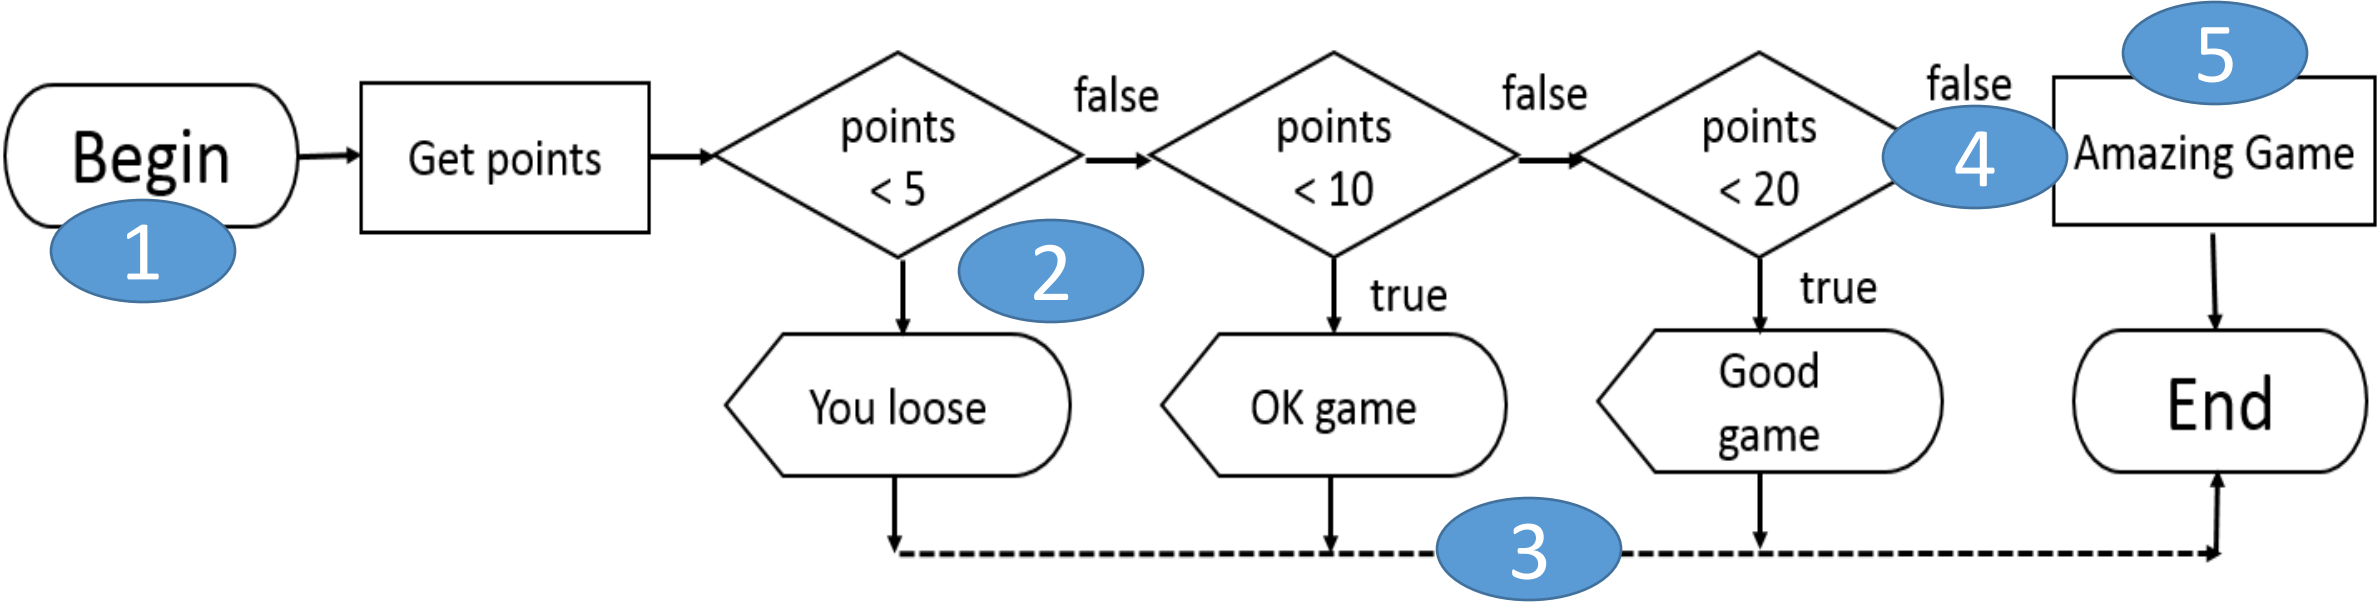 Begin
1
Get points
points
< 5
false
2
You loose
points
< 10
false
true
OK game
points
< 20
false
true
Good
game
3
4
5
Amazing Game
End